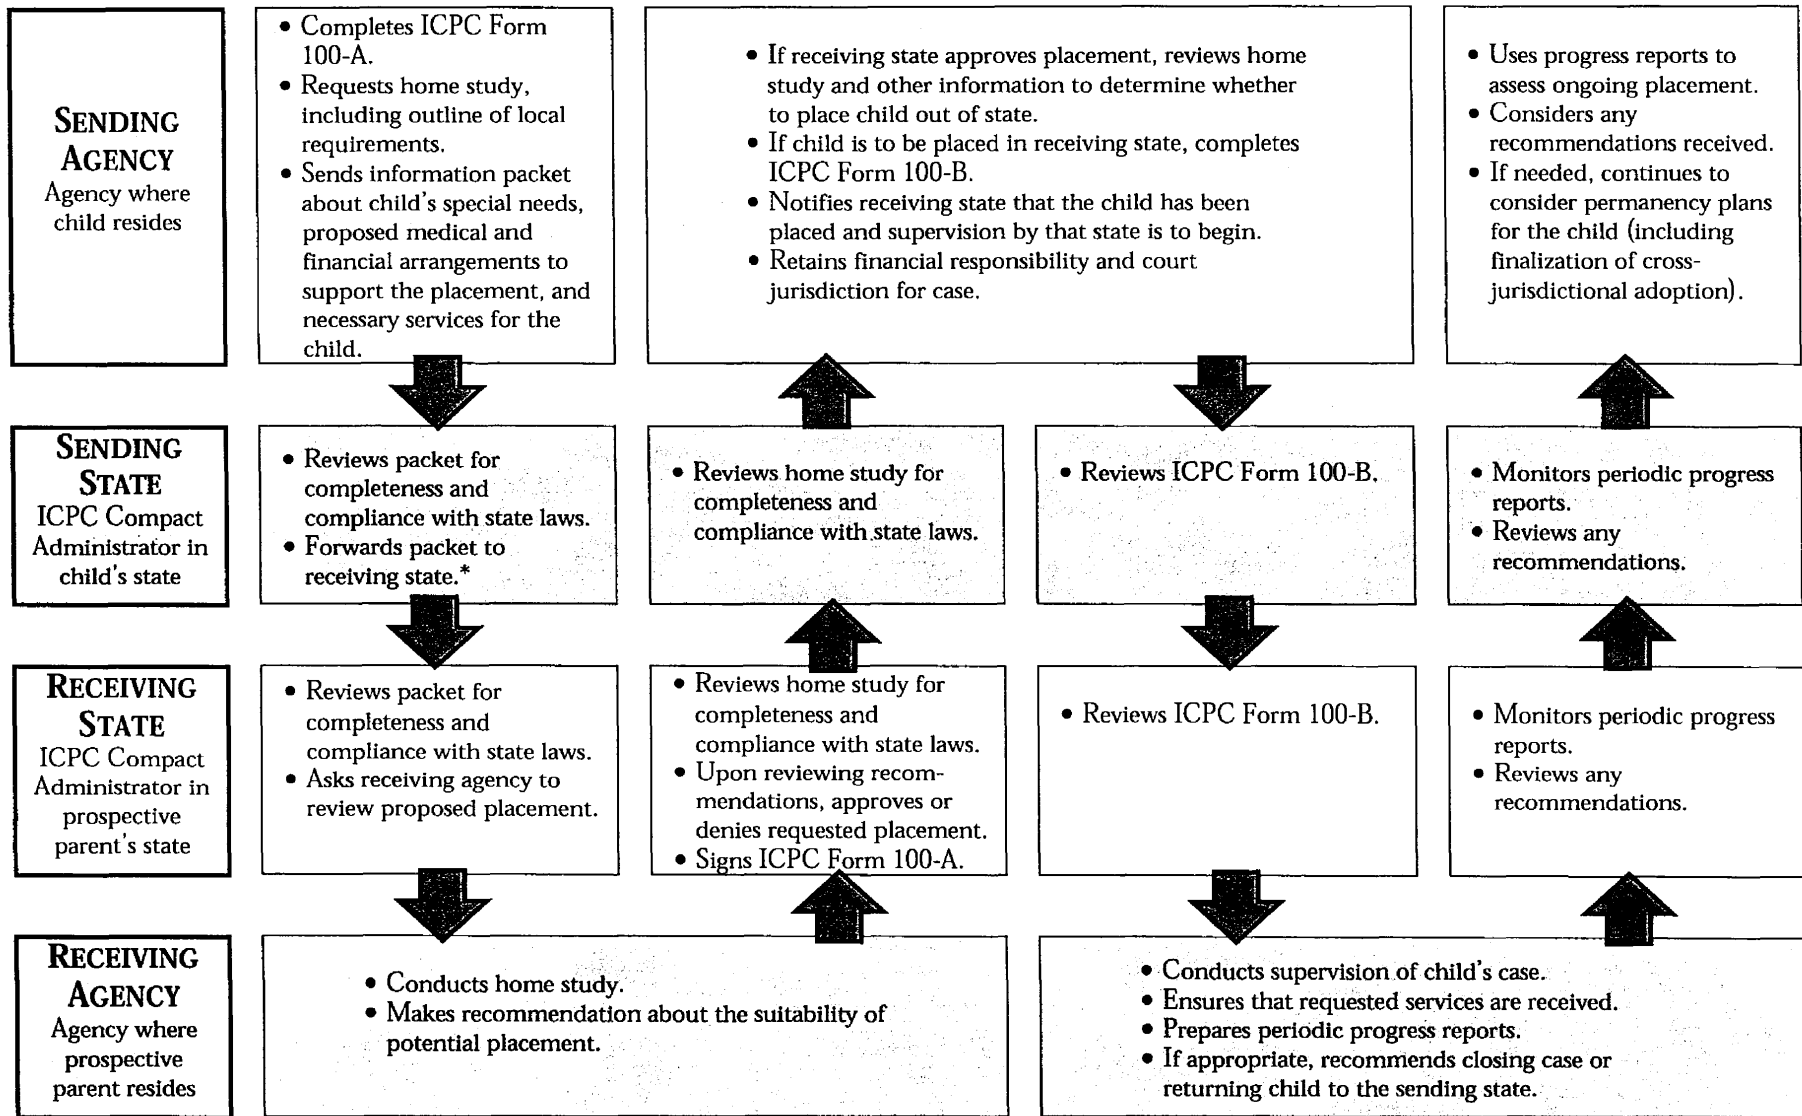 SENDING
AGENCY
Agency where
child resides
• Completes ICPC Form
100-A.
• Requests home study,
including outline of local
requirements.
• Sends information packet
about child's special needs,
proposed medical and
financial arrangements to
support the placement, and
necessary services for the
child.
• If receiving state approves placement, reviews home
study and other information to determine whether
to place child out of state.
• If child is to be placed in receiving state, completes
ICPC Form 100-B.
• Notifies receiving state that the child has been
placed and supervision by that state is to begin.
• Retains financial responsibility and court
jurisdiction for case.
• Uses progress reports to
assess ongoing placement.
• Considers any
recommendations received.
• If needed, continues to
consider permanency plans
for the child (including
finalization of cross-
jurisdictional adoption).
SENDING
STATE
ICPC Compact
Administrator in
child's state
• Reviews packet for
completeness and
compliance with state laws.
• Forwards packet to
receiving state.*
• Reviews home study for
completeness and
compliance with state laws.
• Reviews ICPC Form 100-B.
• Monitors periodic progress
reports.
• Reviews any
recommendations.
RECEIVING
STATE
ICPC Compact
Administrator in
prospective
parent's state
• Reviews packet for
completeness and
compliance with state laws.
• Asks receiving agency to
review proposed placement.
• Reviews home study for
completeness and
compliance with state laws.
• Upon reviewing recom-
mendations, approves or
denies requested placement.
• Signs ICPC Form 100-A.
• Reviews ICPC Form 100-B.
• Monitors periodic progress
reports.
• Reviews any
recommendations.
RECEIVING
AGENCY
Agency where
prospective
parent resides
• Conducts home study.
• Makes recommendation about the suitability of
potential placement.
• Conducts supervision of child's case.
• Ensures that requested services are received.
• Prepares periodic progress reports.
• If appropriate, recommends closing case or
returning child to the sending state.